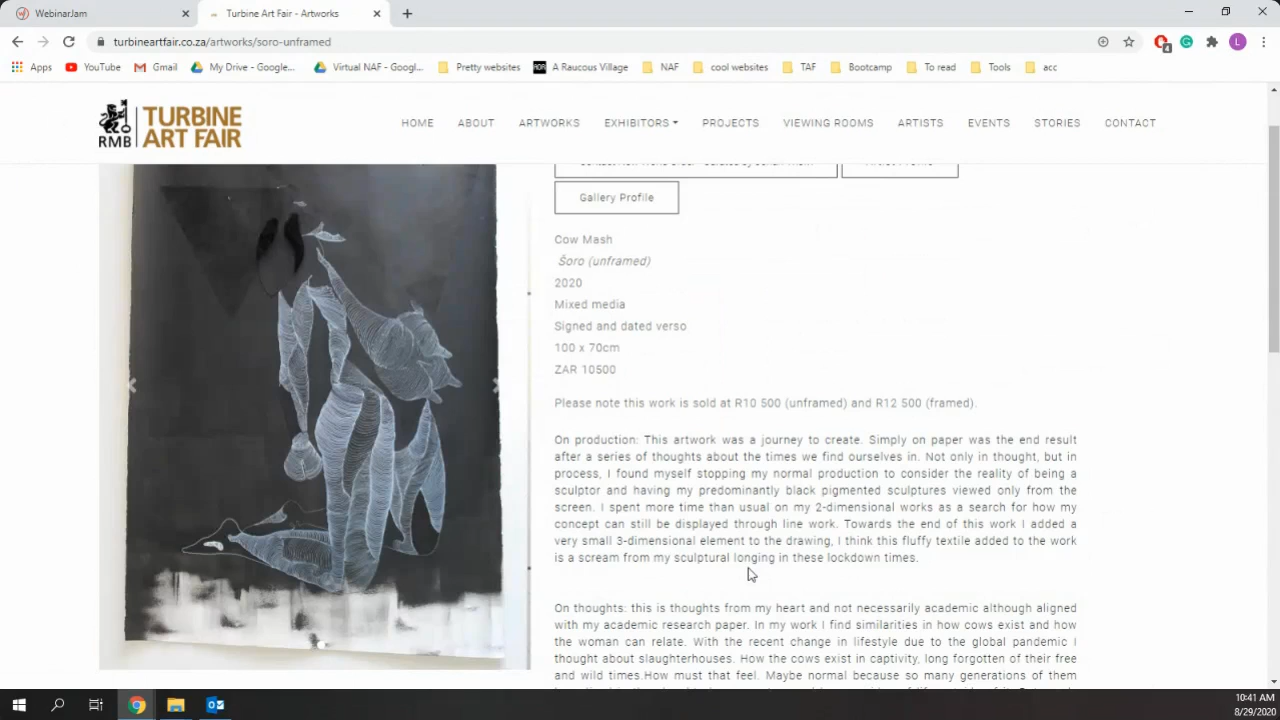 WebinarJam
Turbine Art Fair - Artworks
turbineartfair.co.za/artworks/soro-unframed
4
L
Apps
YouTube
Gmail
My Drive - Google...
Virtual NAF - Googl...
Pretty websites
A Raucous Village
NAF
cool websites
TAF
Bootcamp
To read
Tools
acc
RMB
TURBINE
ART FAIR
HOME
ABOUT
ARTWORKS
EXHIBITORS
PROJECTS
VIEWING ROOMS
ARTISTS
EVENTS
STORIES
CONTACT
Gallery Profile
Cow Mash
Šoro (unframed)
2020
Mixed media
Signed and dated verso
100 x 70cm
ZAR 10500
Please note this work is sold at R10 500 (unframed) and R12 500 (framed).
On production: This artwork was a journey to create. Simply on paper was the end result
after a series of thoughts about the times we find ourselves in. Not only in thought, but in
process, I found myself stopping my normal production to consider the reality of being a
sculptor and having my predominantly black pigmented sculptures viewed only from the
screen. I spent more time than usual on my 2-dimensional works as a search for how my
concept can still be displayed through line work. Towards the end of this work I added a
very small 3-dimensional element to the drawing, I think this fluffy textile added to the work
is a scream from my sculptural longing in these lockdown times.
On thoughts: this is thoughts from my heart and not necessarily academic although aligned
with my academic research paper. In my work I find similarities in how cows exist and how
the woman can relate. With the recent change in lifestyle due to the global pandemic I
thought about slaughterhouses. How the cows exist in captivity, long forgotten of their free
and wild times.How must that feel. Maybe normal because so many generations of them
10:41 AM
8/29/2020